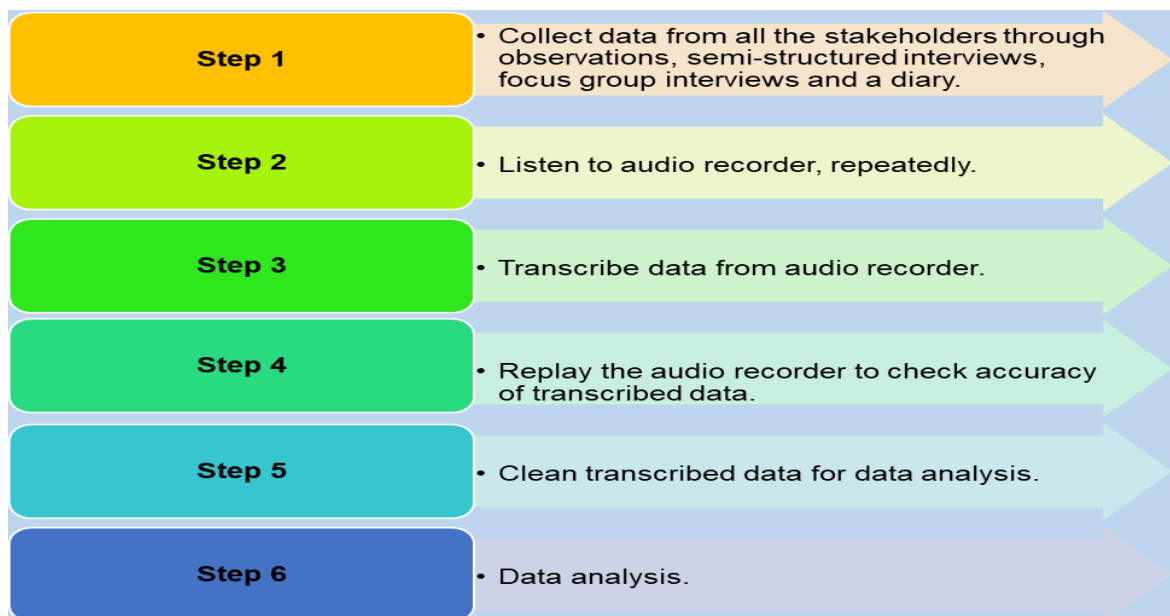 Step 1
• Collect data from all the stakeholders through
observations, semi-structured interviews,
focus group interviews and a diary.
Step 2
• Listen to audio recorder, repeatedly.
Step 3
• Transcribe data from audio recorder.
Step 4
• Replay the audio recorder to check accuracy
of transcribed data.
Step 5
• Clean transcribed data for data analysis.
Step 6
• Data analysis.